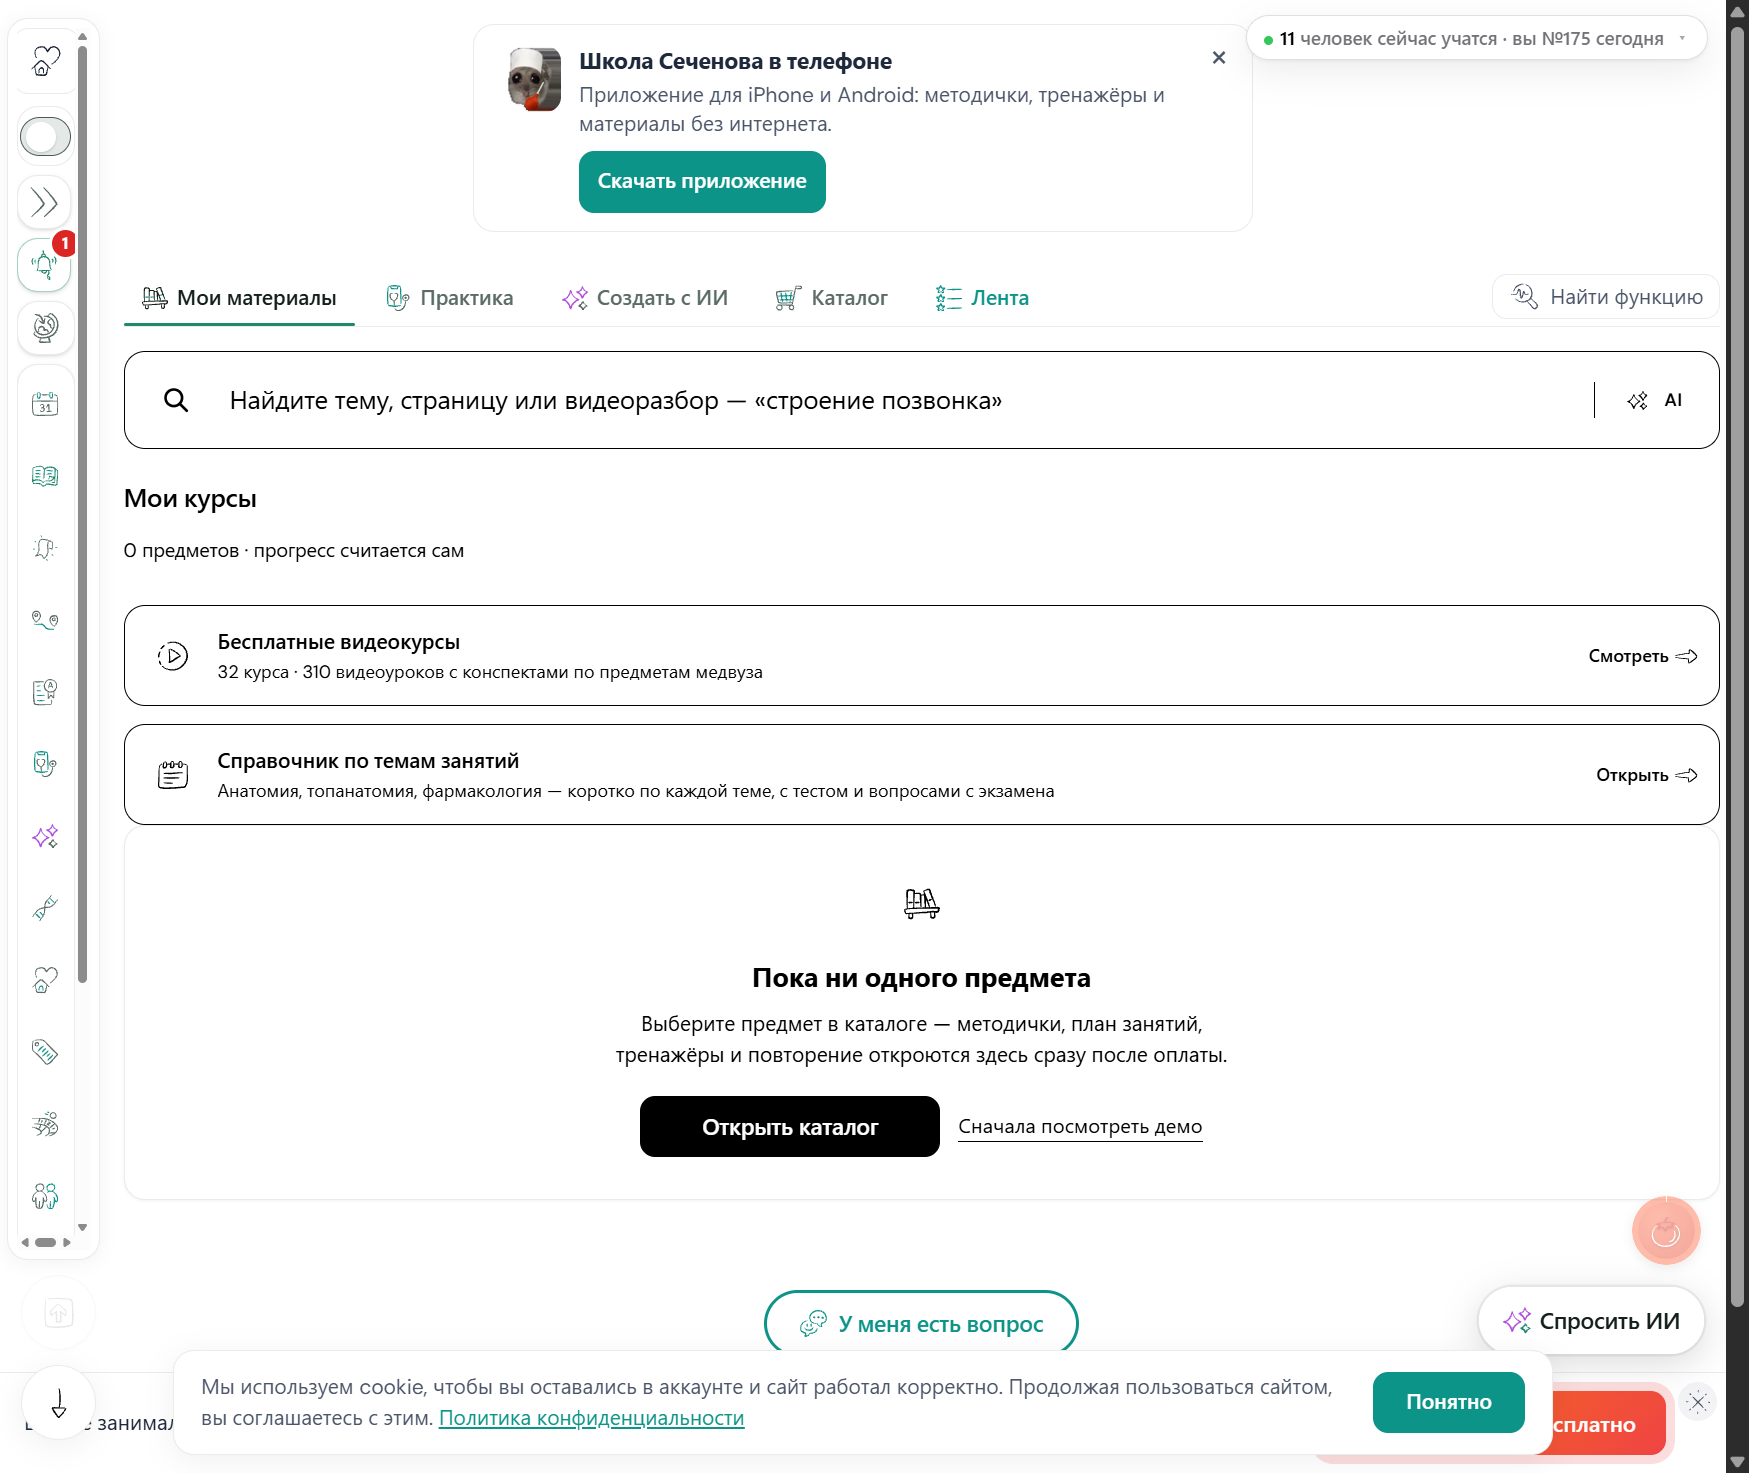 Школа Сеченова в телефоне
Приложение для iPhone и Android: методички, тренажёры и
материалы без интернета.
Скачать приложение
11 человек сейчас учатся · вы №175 сегодня
1
Мои материалы
Практика
Создать с ИИ
Каталог
Лента
Найти функцию
Найдите тему, страницу или видеоразбор — «строение позвонка»
AI
Мои курсы
0 предметов · прогресс считается сам
Бесплатные видеокурсы
32 курса · 310 видеоуроков с конспектами по предметам медвуза
Смотреть
Справочник по темам занятий
Анатомия, топанатомия, фармакология — коротко по каждой теме, с тестом и вопросами с экзамена
Открыть
31
Пока ни одного предмета
Выберите предмет в каталоге — методички, план занятий,
тренажёры и повторение откроются здесь сразу после оплаты.
Открыть каталог
Сначала посмотреть демо
У меня есть вопрос
Спросить ИИ
Мы используем cookie, чтобы вы оставались в аккаунте и сайт работал корректно. Продолжая пользоваться сайтом,
вы соглашаетесь с этим. Политика конфиденциальности
Понятно